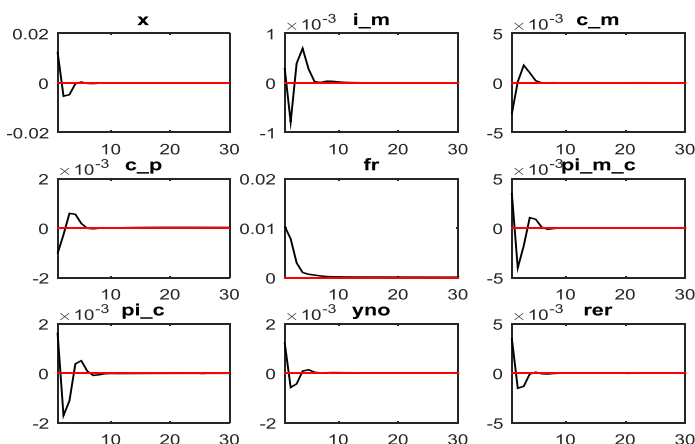 x i_m c_m
0.02 × 10⁻³ × 10⁻³
1 5
0 0 0
-0.02 -1 -5
10 20 30 10 20 30 10 20 30
c_p fr pi_m_c
× 10⁻³ × 10⁻³
2 0.02 5
0 0.01 0
-2 0 -5
10 20 30 10 20 30 10 20 30
pi_c yno rer
× 10⁻³ × 10⁻³ × 10⁻³
2 2 5
0 0 0
-2 -2 -5
10 20 30 10 20 30 10 20 30